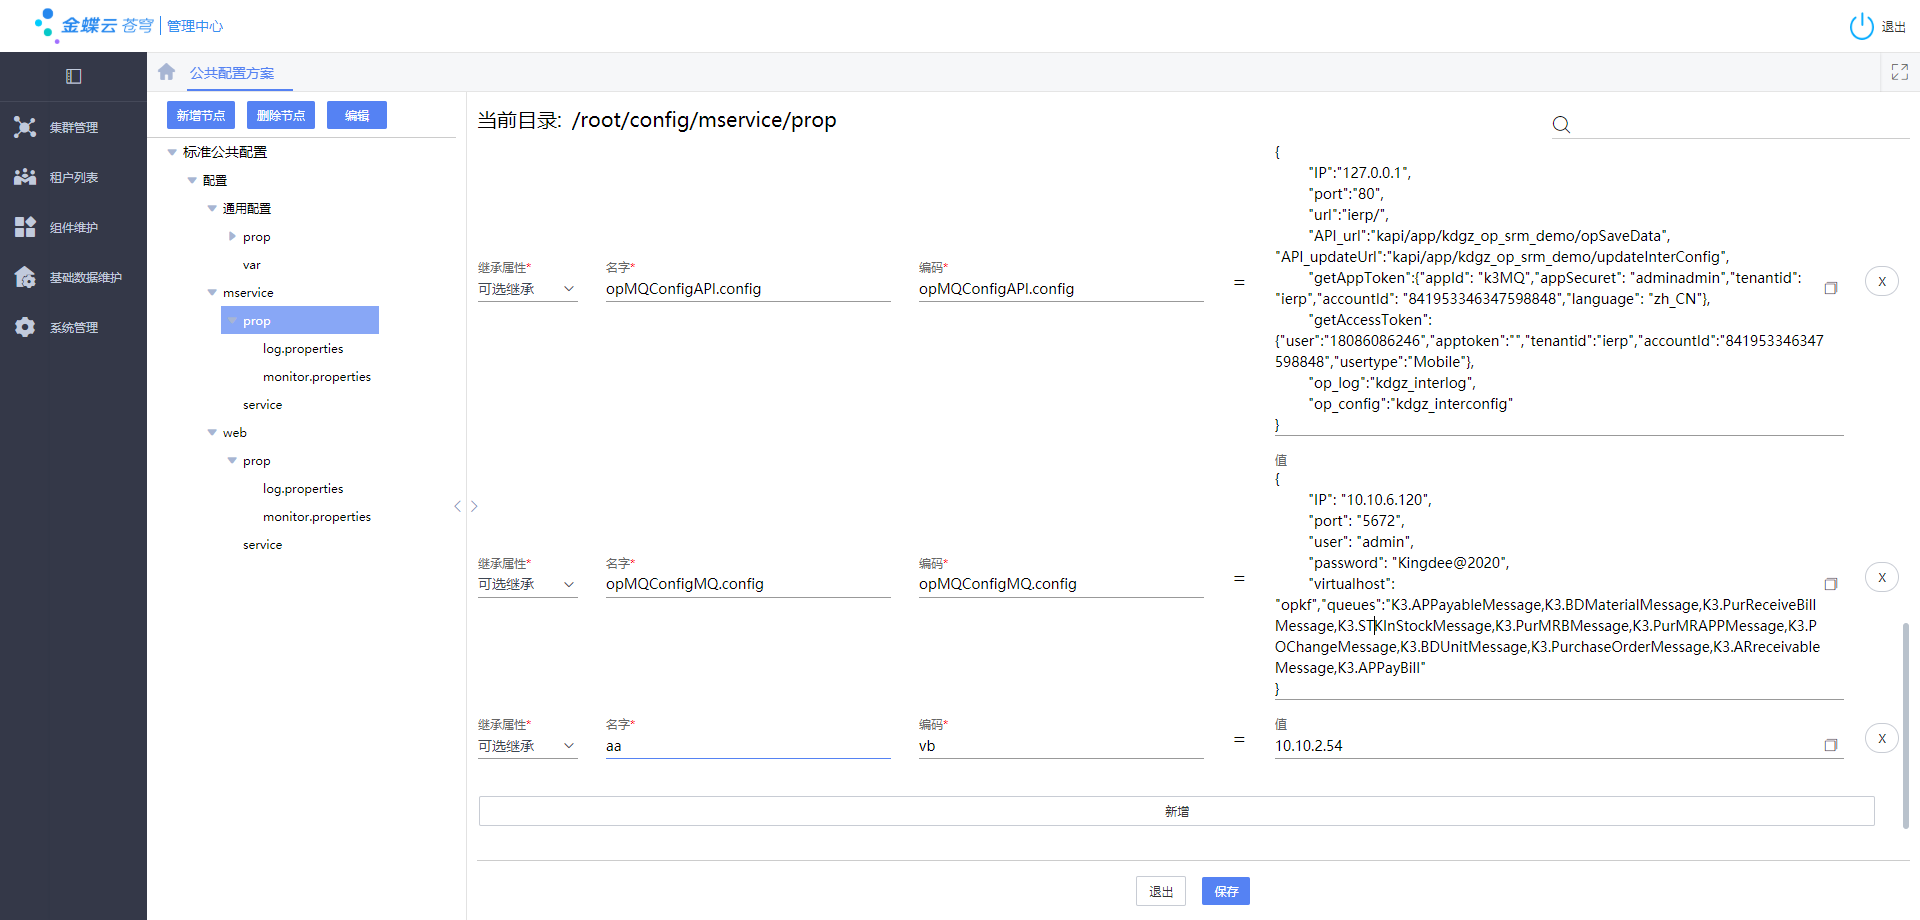 金蝶云 苍穹 | 管理中心
退出
公共配置方案
集群管理
租户列表
组件维护
基础数据维护
系统管理
新增节点
删除节点
编辑
标准公共配置
配置
通用配置
prop
var
mservice
prop
log.properties
monitor.properties
service
web
prop
log.properties
monitor.properties
service
当前目录: /root/config/mservice/prop
继承属性*
可选继承
名字*
opMQConfigAPI.config
编码*
opMQConfigAPI.config
=
{
"IP":"127.0.0.1",
"port":"80",
"url":"ierp/",
"API_url":"kapi/app/kdgz_op_srm_demo/opSaveData",
"API_updateUrl":"kapi/app/kdgz_op_srm_demo/updateInterConfig",
"getAppToken":{"appId": "k3MQ","appSecuret": "adminadmin","tenantid":
"ierp","accountId": "841953346347598848","language": "zh_CN"},
"getAccessToken":
{"user":"18086086246","apptoken":"","tenantid":"ierp","accountId":"841953346347
598848","usertype":"Mobile"},
"op_log":"kdgz_interlog",
"op_config":"kdgz_interconfig"
}
X
继承属性*
可选继承
名字*
opMQConfigMQ.config
编码*
opMQConfigMQ.config
=
值
{
"IP": "10.10.6.120",
"port": "5672",
"user": "admin",
"password": "Kingdee@2020",
"virtualhost":
"opkf","queues":"K3.APPayableMessage,K3.BDMaterialMessage,K3.PurReceiveBill
Message,K3.STKInStockMessage,K3.PurMRBMessage,K3.PurMRAPPMessage,K3.P
OChangeMessage,K3.BDUnitMessage,K3.PurchaseOrderMessage,K3.ARreceivable
Message,K3.APPayBill"
}
X
继承属性*
可选继承
名字*
aa
编码*
vb
=
值
10.10.2.54
X
新增
退出
保存